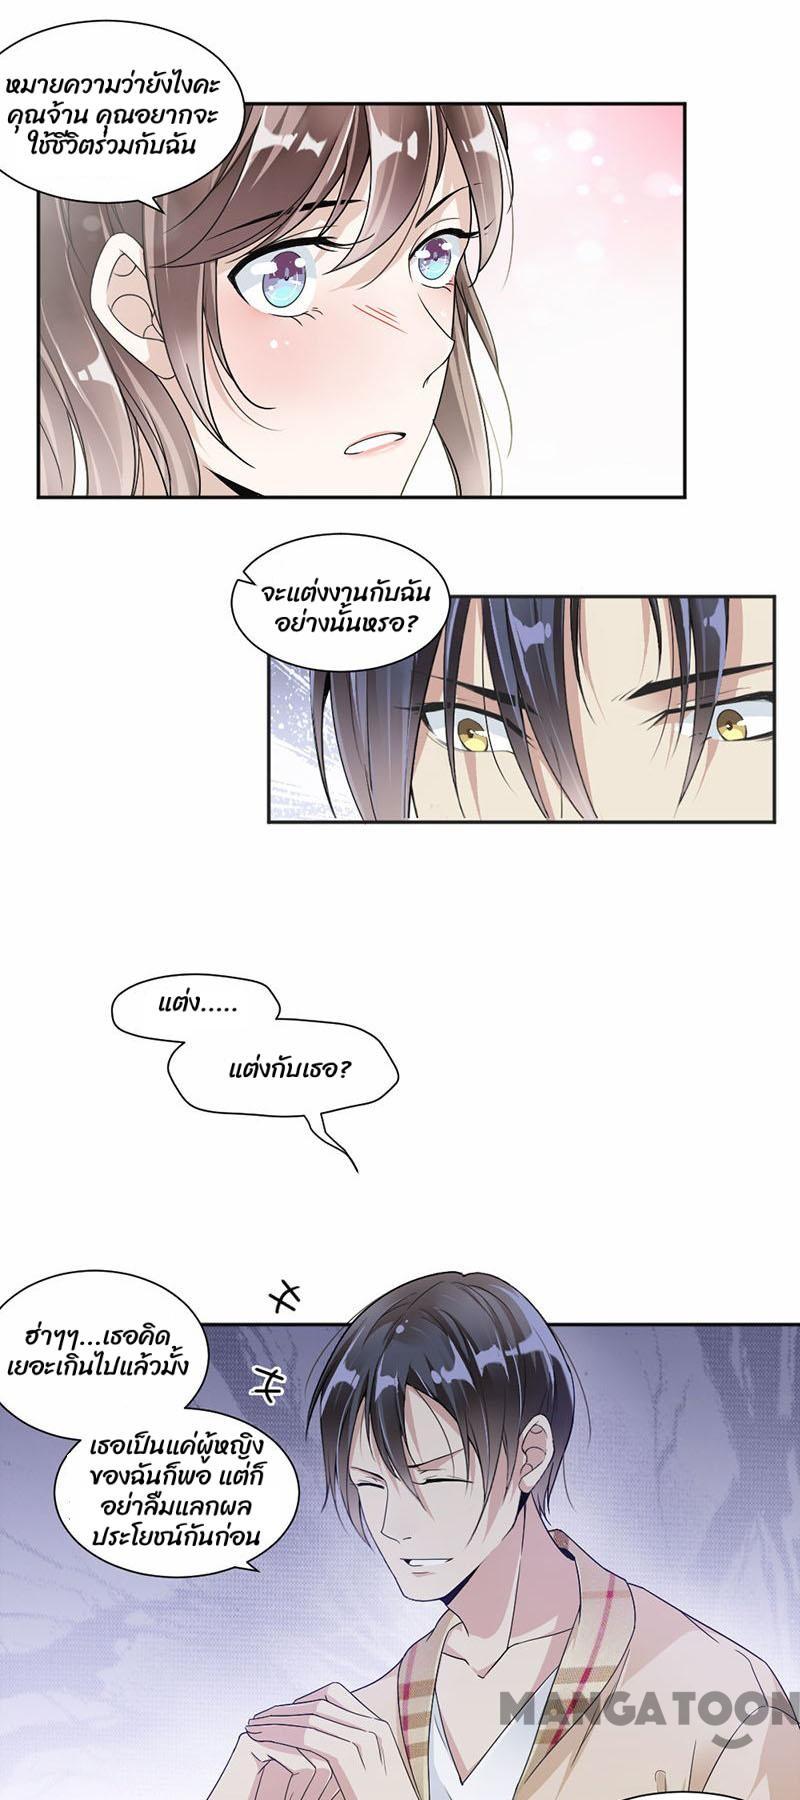 หมายความว่ายังไงคะ
คุณจ้าน คุณอยากจะ
ใช้ชีวิตร่วมกับฉัน
จะแต่งงานกับฉัน
อย่างนั้นหรอ?
แต่ง.....
แต่งกับเธอ?
ฮ่าๆๆ...เธอคิด
เยอะเกินไปแล้วมั้ง
เธอเป็นแค่ผู้หญิง
ของฉันก็พอ แต่ก็
อย่าลืมแลกผล
ประโยชน์กันก่อน
MANGATOON